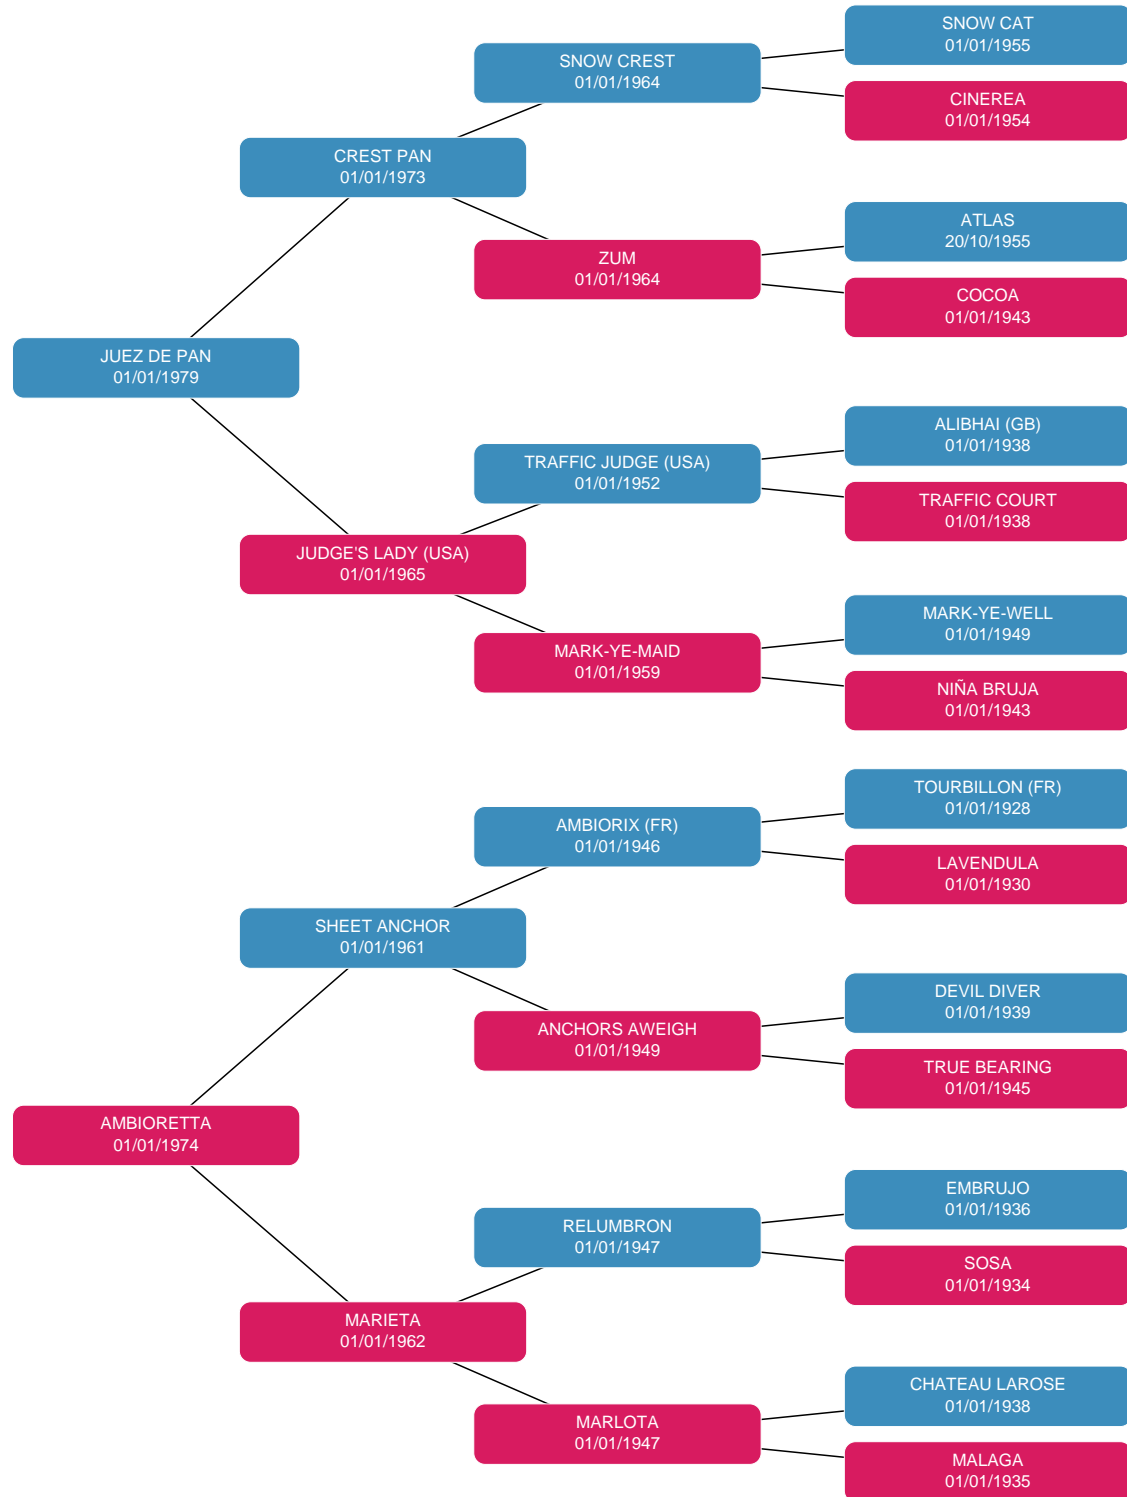 SNOW CAT
01/01/1955
SNOW CREST
01/01/1964
CINEREA
01/01/1954
CREST PAN
01/01/1973
ATLAS
20/10/1955
ZUM
01/01/1964
COCOA
01/01/1943
JUEZ DE PAN
01/01/1979
ALIBHAI (GB)
01/01/1938
TRAFFIC JUDGE (USA)
01/01/1952
TRAFFIC COURT
01/01/1938
JUDGE'S LADY (USA)
01/01/1965
MARK-YE-WELL
01/01/1949
MARK-YE-MAID
01/01/1959
NIÑA BRUJA
01/01/1943
TOURBILLON (FR)
01/01/1928
AMBIORIX (FR)
01/01/1946
LAVENDULA
01/01/1930
SHEET ANCHOR
01/01/1961
DEVIL DIVER
01/01/1939
ANCHORS AWEIGH
01/01/1949
TRUE BEARING
01/01/1945
AMBIORETTA
01/01/1974
EMBRUJO
01/01/1936
RELUMBRON
01/01/1947
SOSA
01/01/1934
MARIETA
01/01/1962
CHATEAU LAROSE
01/01/1938
MARLOTA
01/01/1947
MALAGA
01/01/1935